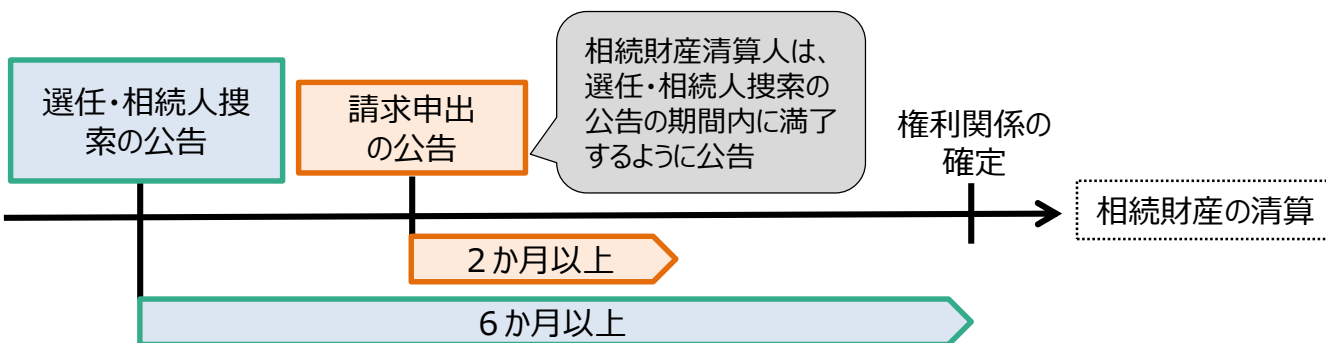 選任・相続人捜
索の公告
請求申出
の公告
相続財産清算人は、
選任・相続人捜索の
公告の期間内に満了
するように公告
権利関係の
確定
相続財産の清算
2か月以上
6か月以上